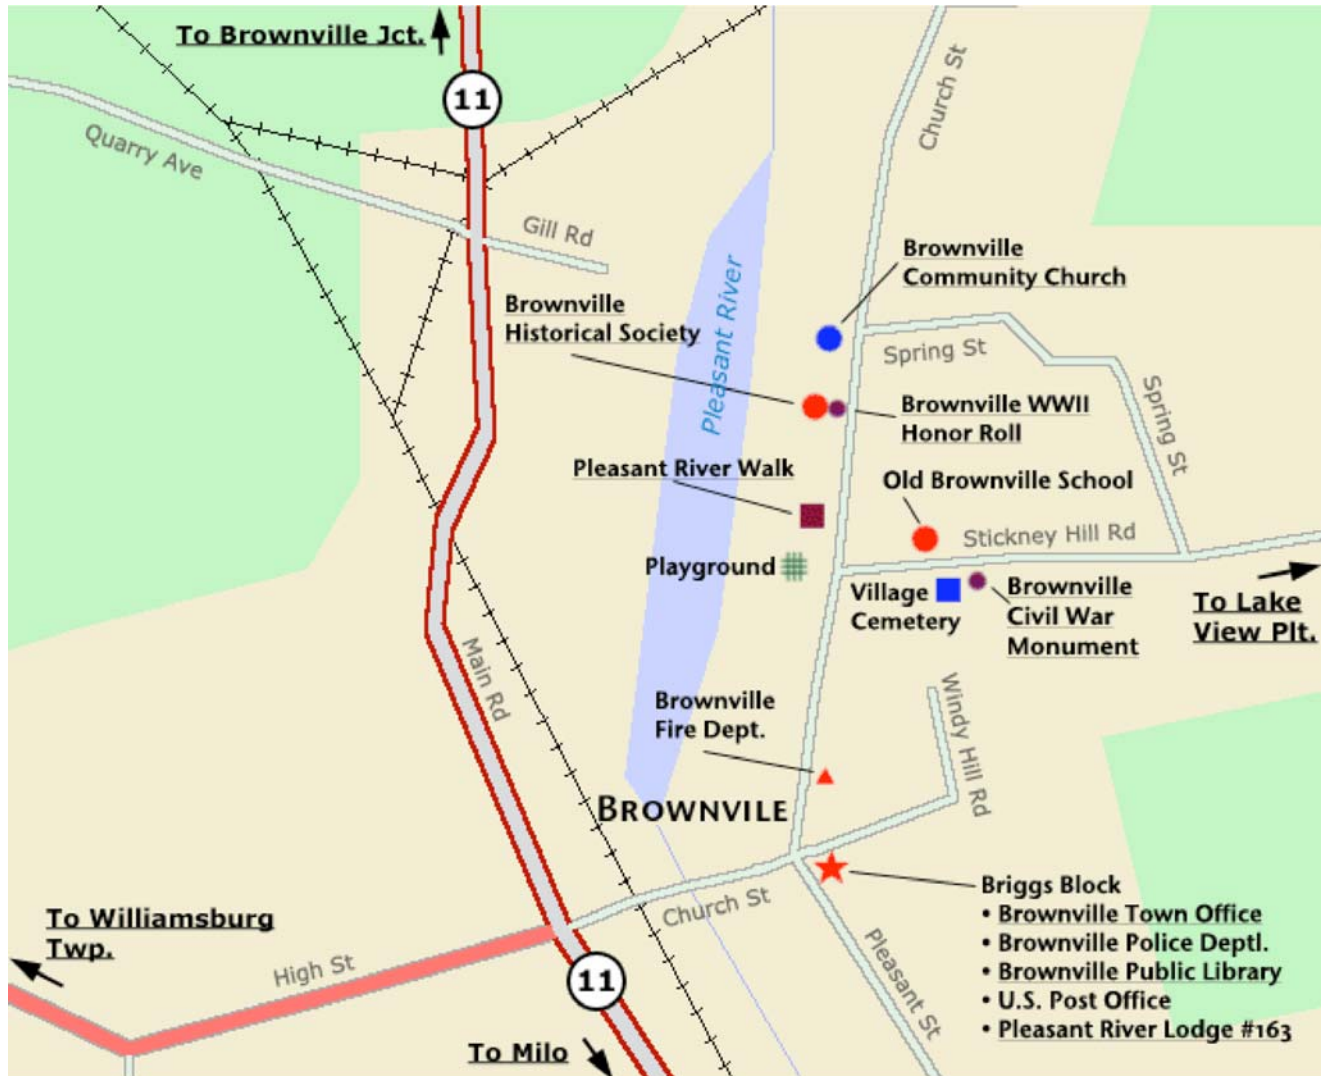 To Brownville Jct.
11
Church St
Quarry Ave
Gill Rd
Brownville
Community Church
Brownville
Historical Society
Pleasant River
Spring St
Spring St
Brownville WWII
Honor Roll
Pleasant River Walk
Old Brownville School
Stickney Hill Rd
Playground
Village
Cemetery
Brownville
Civil War
Monument
To Lake
View Plt.
Main Rd
Windy Hill Rd
Brownville
Fire Dept.
BROWNVILE
Briggs Block
• Brownville Town Office
• Brownville Police Deptl.
• Brownville Public Library
• U.S. Post Office
• Pleasant River Lodge #163
Church St
Pleasant St
To Williamsburg
Twp.
High St
11
To Milo